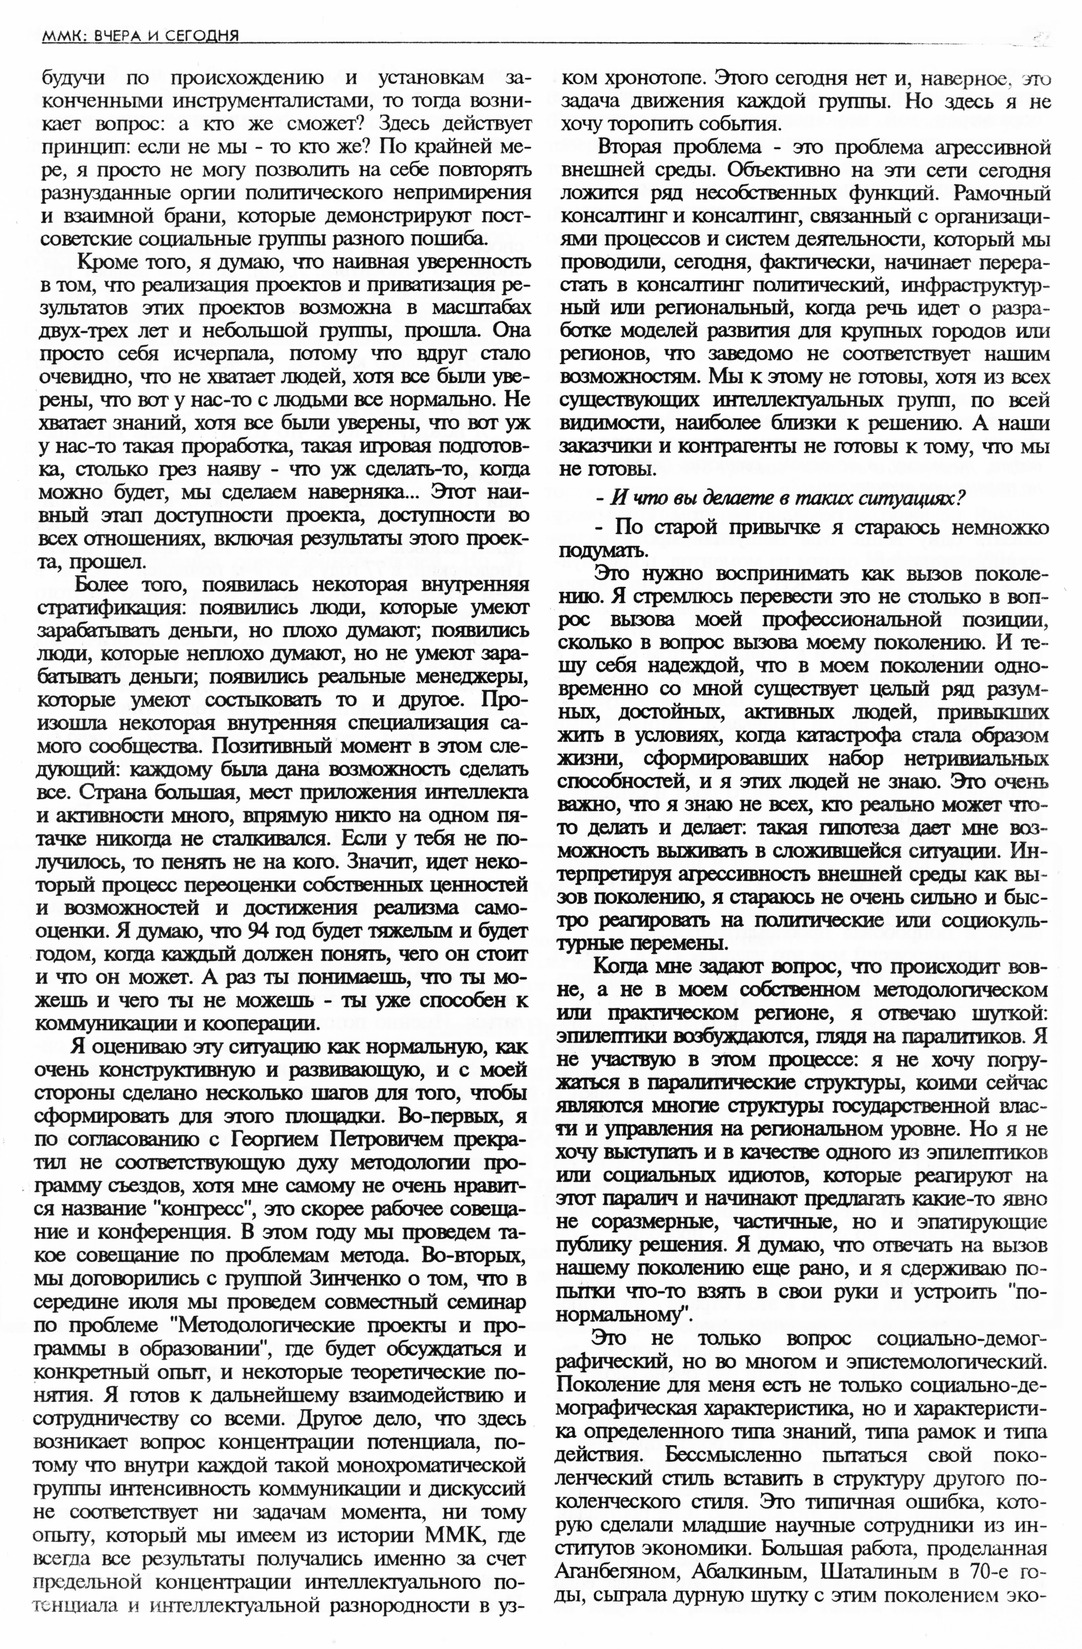 ММК: ВЧЕРА И СЕГОДНЯ
будучи по происхождению и установкам за-
конченными инструменталистами, то тогда возни-
кает вопрос: а кто же сможет? Здесь действует
принцип: если не мы - то кто же? По крайней ме-
ре, я просто не могу позволить на себе повторять
разнузданные оргии политического непримирения
и взаимной брани, которые демонстрируют пост-
советские социальные группы разного пошиба.
Кроме того, я думаю, что наивная уверенность
в том, что реализация проектов и приватизация ре-
зультатов этих проектов возможна в масштабах
двух-трех лет и небольшой группы, прошла. Она
просто себя исчерпала, потому что вдруг стало
очевидно, что не хватает людей, хотя все были уве-
рены, что вот у нас-то с людьми все нормально. Не
хватает знаний, хотя все были уверены, что вот уж
у нас-то такая проработка, такая игровая подготов-
ка, столько грез наяву - что уж сделать-то, когда
можно будет, мы сделаем наверняка... Этот наи-
вный этап доступности проекта, доступности во
всех отношениях, включая результаты этого проек-
та, прошел.
Более того, появилась некоторая внутренняя
стратификация: появились люди, которые умеют
зарабатывать деньги, но плохо думают; появились
люди, которые неплохо думают, но не умеют зара-
батывать деньги; появились реальные менеджеры,
которые умеют состыковать то и другое. Про-
изошла некоторая внутренняя специализация са-
мого сообщества. Позитивный момент в этом сле-
дующий: каждому была дана возможность сделать
все. Страна большая, мест приложения интеллекта
и активности много, впрямую никто на одном пя-
тачке никогда не сталкивался. Если у тебя не по-
лучилось, то пенять не на кого. Значит, идет неко-
торый процесс переоценки собственных ценностей
и возможностей и достижения реализма само-
оценки. Я думаю, что 94 год будет тяжелым и будет
годом, когда каждый должен понять, чего он стоит
и что он может. А раз ты понимаешь, что ты мо-
жешь и чего ты не можешь - ты уже способен к
коммуникации и кооперации.
Я оцениваю эту ситуацию как нормальную, как
очень конструктивную и развивающую, и с моей
стороны сделано несколько шагов для того, чтобы
сформировать для этого площадки. Во-первых, я
по согласованию с Георгием Петровичем прекра-
тил не соответствующую духу методологии про-
грамму съездов, хотя мне самому не очень нравит-
ся название "конгресс", это скорее рабочее совеща-
ние и конференция. В этом году мы проведем та-
кое совещание по проблемам метода. Во-вторых,
мы договорились с группой Зинченко о том, что в
середине июля мы проведем совместный семинар
по проблеме "Методологические проекты и про-
граммы в образовании", где будет обсуждаться и
конкретный опыт, и некоторые теоретические по-
нятия. Я готов к дальнейшему взаимодействию и
сотрудничеству со всеми. Другое дело, что здесь
возникает вопрос концентрации потенциала, по-
тому что внутри каждой такой монохроматической
группы интенсивность коммуникации и дискуссий
не соответствует ни задачам момента, ни тому
опыту, который мы имеем из истории ММК, где
всегда все результаты получались именно за счет
предельной концентрации интеллектуального по-
тенциала и интеллектуальной разнородности в уз-
ком хронотопе. Этого сегодня нет и, наверное, это
задача движения каждой группы. Но здесь я не
хочу торопить события.
Вторая проблема - это проблема агрессивной
внешней среды. Объективно на эти сети сегодня
ложится ряд несобственных функций. Рамочный
консалтинг и консалтинг, связанный с организаци-
ями процессов и систем деятельности, который мы
проводили, сегодня, фактически, начинает перера-
стать в консалтинг политический, инфраструктур-
ный или региональный, когда речь идет о разра-
ботке моделей развития для крупных городов или
регионов, что заведомо не соответствует нашим
возможностям. Мы к этому не готовы, хотя из всех
существующих интеллектуальных групп, по всей
видимости, наиболее близки к решению. А наши
заказчики и контрагенты не готовы к тому, что мы
не готовы.
- И что вы делаете в таких ситуациях?
- По старой привычке я стараюсь немножко
подумать.
Это нужно воспринимать как вызов поколе-
нию. Я стремлюсь перевести это не столько в воп-
рос вызова моей профессиональной позиции,
сколько в вопрос вызова моему поколению. И те-
шу себя надеждой, что в моем поколении одно-
временно со мной существует целый ряд разум-
ных, достойных, активных людей, привыкших
жить в условиях, когда катастрофа стала образом
жизни, сформировавших набор нетривиальных
способностей, и я этих людей не знаю. Это очень
важно, что я знаю не всех, кто реально может что-
то делать и делает: такая гипотеза дает мне воз-
можность выживать в сложившейся ситуации. Ин-
терпретируя агрессивность внешней среды как вы-
зов поколению, я стараюсь не очень сильно и быс-
тро реагировать на политические или социокуль-
турные перемены.
Когда мне задают вопрос, что происходит вов-
не, а не в моем собственном методологическом
или практическом регионе, я отвечаю шуткой:
эпилептики возбуждаются, глядя на паралитиков. Я
не участвую в этом процессе: я не хочу погру-
жаться в паралитические структуры, коими сейчас
являются многие структуры государственной влас-
ти и управления на региональном уровне. Но я не
хочу выступать и в качестве одного из эпилептиков
или социальных идиотов, которые реагируют на
этот паралич и начинают предлагать какие-то явно
не соразмерные, частичные, но и эпатирующие
публику решения. Я думаю, что отвечать на вызов
нашему поколению еще рано, и я сдерживаю по-
пытки что-то взять в свои руки и устроить "по-
нормальному".
Это не только вопрос социально-демог-
рафический, но во многом и эпистемологический.
Поколение для меня есть не только социально-де-
мографическая характеристика, но и характеристи-
ка определенного типа знаний, типа рамок и типа
действия. Бессмысленно пытаться свой поко-
ленческий стиль вставить в структуру другого по-
коленческого стиля. Это типичная ошибка, кото-
рую сделали младшие научные сотрудники из ин-
ститутов экономики. Большая работа, проделанная
Аганбегяном, Абалкиным, Шаталиным в 70-е го-
ды, сыграла дурную шутку с этим поколением эко-